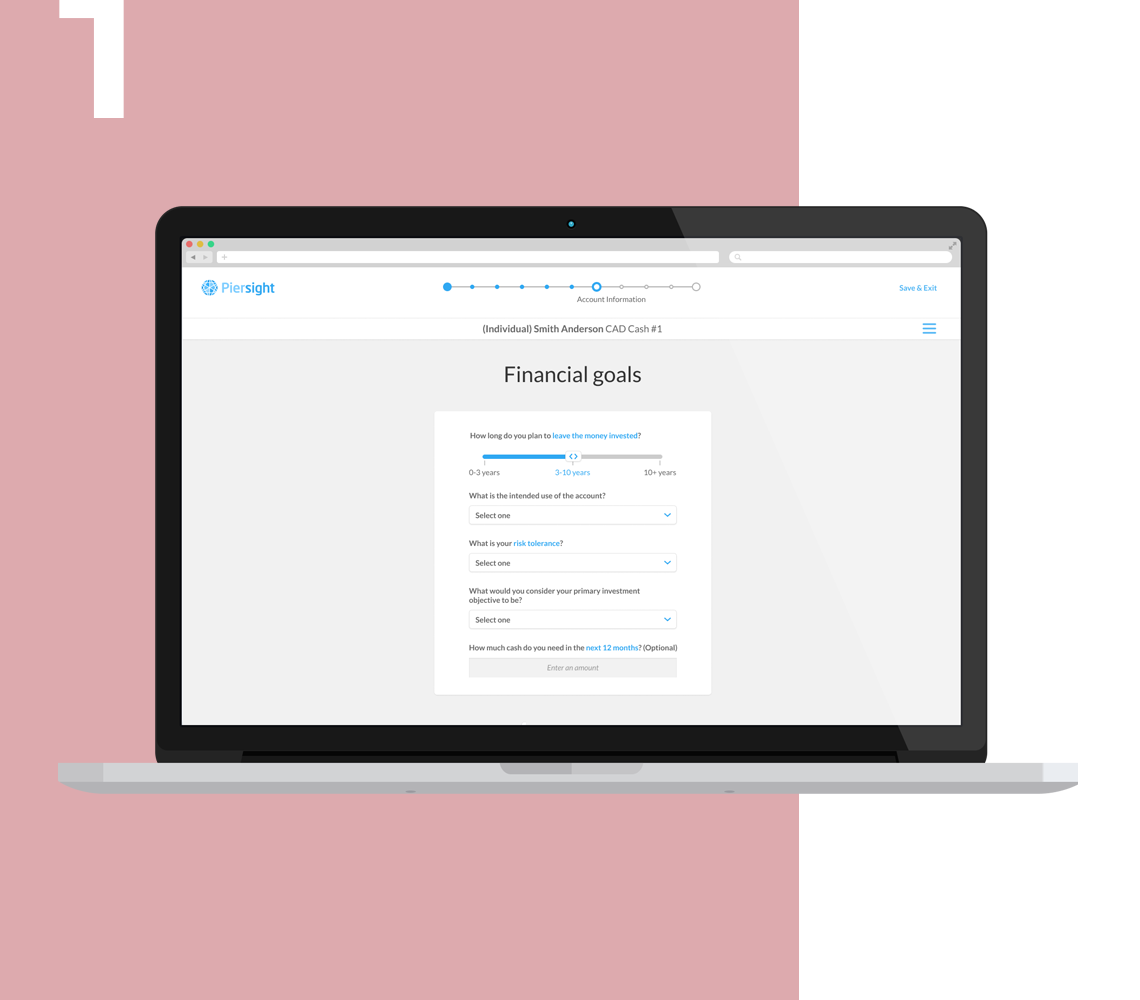 1
Piersight
Account Information
Save & Exit
(Individual) Smith Anderson CAD Cash #1
Financial goals
How long do you plan to leave the money invested?
0-3 years 3-10 years 10+ years
What is the intended use of the account?
Select one
What is your risk tolerance?
Select one
What would you consider your primary investment
objective to be?
Select one
How much cash do you need in the next 12 months? (Optional)
Enter an amount